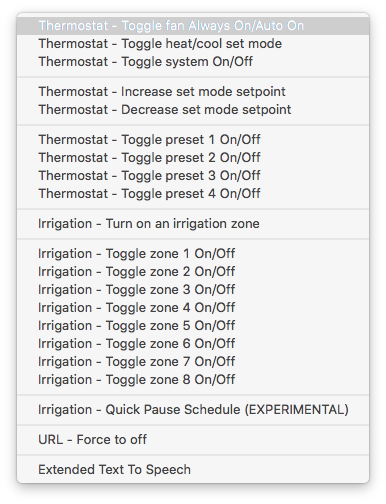 Thermostat - Toggle fan Always On/Auto On
Thermostat - Toggle heat/cool set mode
Thermostat - Toggle system On/Off
Thermostat - Increase set mode setpoint
Thermostat - Decrease set mode setpoint
Thermostat - Toggle preset 1 On/Off
Thermostat - Toggle preset 2 On/Off
Thermostat - Toggle preset 3 On/Off
Thermostat - Toggle preset 4 On/Off
Irrigation - Turn on an irrigation zone
Irrigation - Toggle zone 1 On/Off
Irrigation - Toggle zone 2 On/Off
Irrigation - Toggle zone 3 On/Off
Irrigation - Toggle zone 4 On/Off
Irrigation - Toggle zone 5 On/Off
Irrigation - Toggle zone 6 On/Off
Irrigation - Toggle zone 7 On/Off
Irrigation - Toggle zone 8 On/Off
Irrigation - Quick Pause Schedule (EXPERIMENTAL)
URL - Force to off
Extended Text To Speech